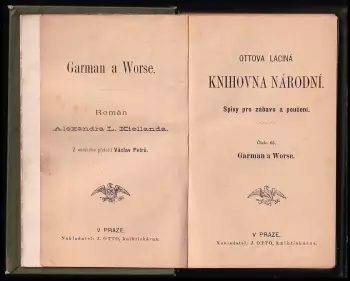 Garman a Worse.
Román
Alexandra L. Kiellanda.
přeložil Václav Petrů.
V PRAZE.
Nakladatel: J. OTTO, knihtiskárna.
OTTOVA LACINÁ
KNIHOVNA NÁRODNÍ.
Spisy pro zábavu a poučení.
Číslo
Garman a Worse.
V PRAZE.
Nakladatel: J. OTTO, knihtiskárna.